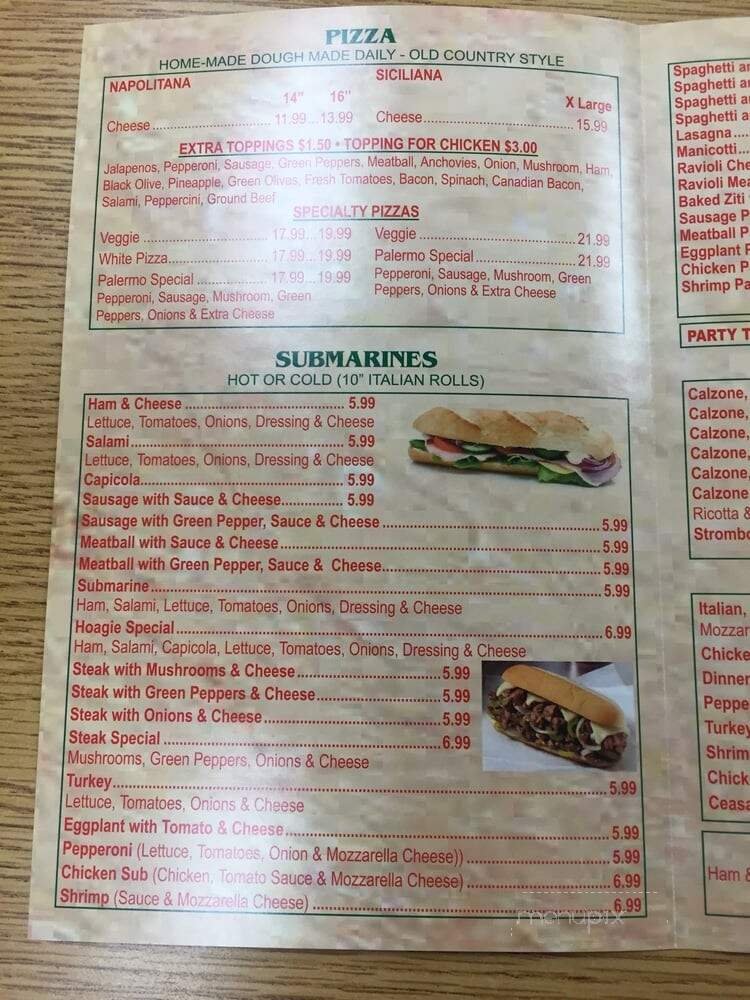 PIZZA
HOME-MADE DOUGH MADE DAILY - OLD COUNTRY STYLE
NAPOLITANA
14" 16"
Cheese 11.99 ... 13.99
SICILIANA
X Large
Cheese 15.99
EXTRA TOPPINGS $1.50 • TOPPING FOR CHICKEN $3.00
Jalapenos, Pepperoni, Sausage, Green Peppers, Meatball, Anchovies, Onion, Mushroom, Ham,
Black Olive, Pineapple, Green Olives, Fresh Tomatoes, Bacon, Spinach, Canadian Bacon,
Salami, Peppercini, Ground Beef
SPECIALTY PIZZAS
Veggie 17.99 ... 19.99
White Pizza 17.99 ... 19.99
Palermo Special 17.99 ... 19.99
Pepperoni, Sausage, Mushroom, Green
Peppers, Onions & Extra Cheese
Veggie 21.99
Palermo Special 21.99
Pepperoni, Sausage, Mushroom, Green
Peppers, Onions & Extra Cheese
SUBMARINES
HOT OR COLD (10" ITALIAN ROLLS)
Ham & Cheese 5.99
Lettuce, Tomatoes, Onions, Dressing & Cheese
Salami 5.99
Lettuce, Tomatoes, Onions, Dressing & Cheese
Capicola 5.99
Sausage with Sauce & Cheese 5.99
Sausage with Green Pepper, Sauce & Cheese 5.99
Meatball with Sauce & Cheese 5.99
Meatball with Green Pepper, Sauce & Cheese 5.99
Submarine 5.99
Ham, Salami, Lettuce, Tomatoes, Onions, Dressing & Cheese
Hoagie Special 6.99
Ham, Salami, Capicola, Lettuce, Tomatoes, Onions, Dressing & Cheese
Steak with Mushrooms & Cheese 5.99
Steak with Green Peppers & Cheese 5.99
Steak with Onions & Cheese 5.99
Steak Special 6.99
Mushrooms, Green Peppers, Onions & Cheese
Turkey 5.99
Lettuce, Tomatoes, Onions & Cheese
Eggplant with Tomato & Cheese 5.99
Pepperoni (Lettuce, Tomatoes, Onion & Mozzarella Cheese)) 5.99
Chicken Sub (Chicken, Tomato Sauce & Mozzarella Cheese) 6.99
Shrimp (Sauce & Mozzarella Cheese) 6.99
menupix
Spaghetti
Spaghetti
Spaghetti
Spaghetti
Lasagna
Manicotti
Ravioli Che
Ravioli Mea
Baked Ziti
Sausage P
Meatball P
Eggplant P
Chicken P
Shrimp Pa
PARTY T
Calzone,
Calzone,
Calzone,
Calzone,
Calzone,
Calzone
Ricotta &
Strombo
Italian,
Mozzar
Chicke
Dinner
Peppe
Turkey
Shrim
Chick
Ceasa
Ham &